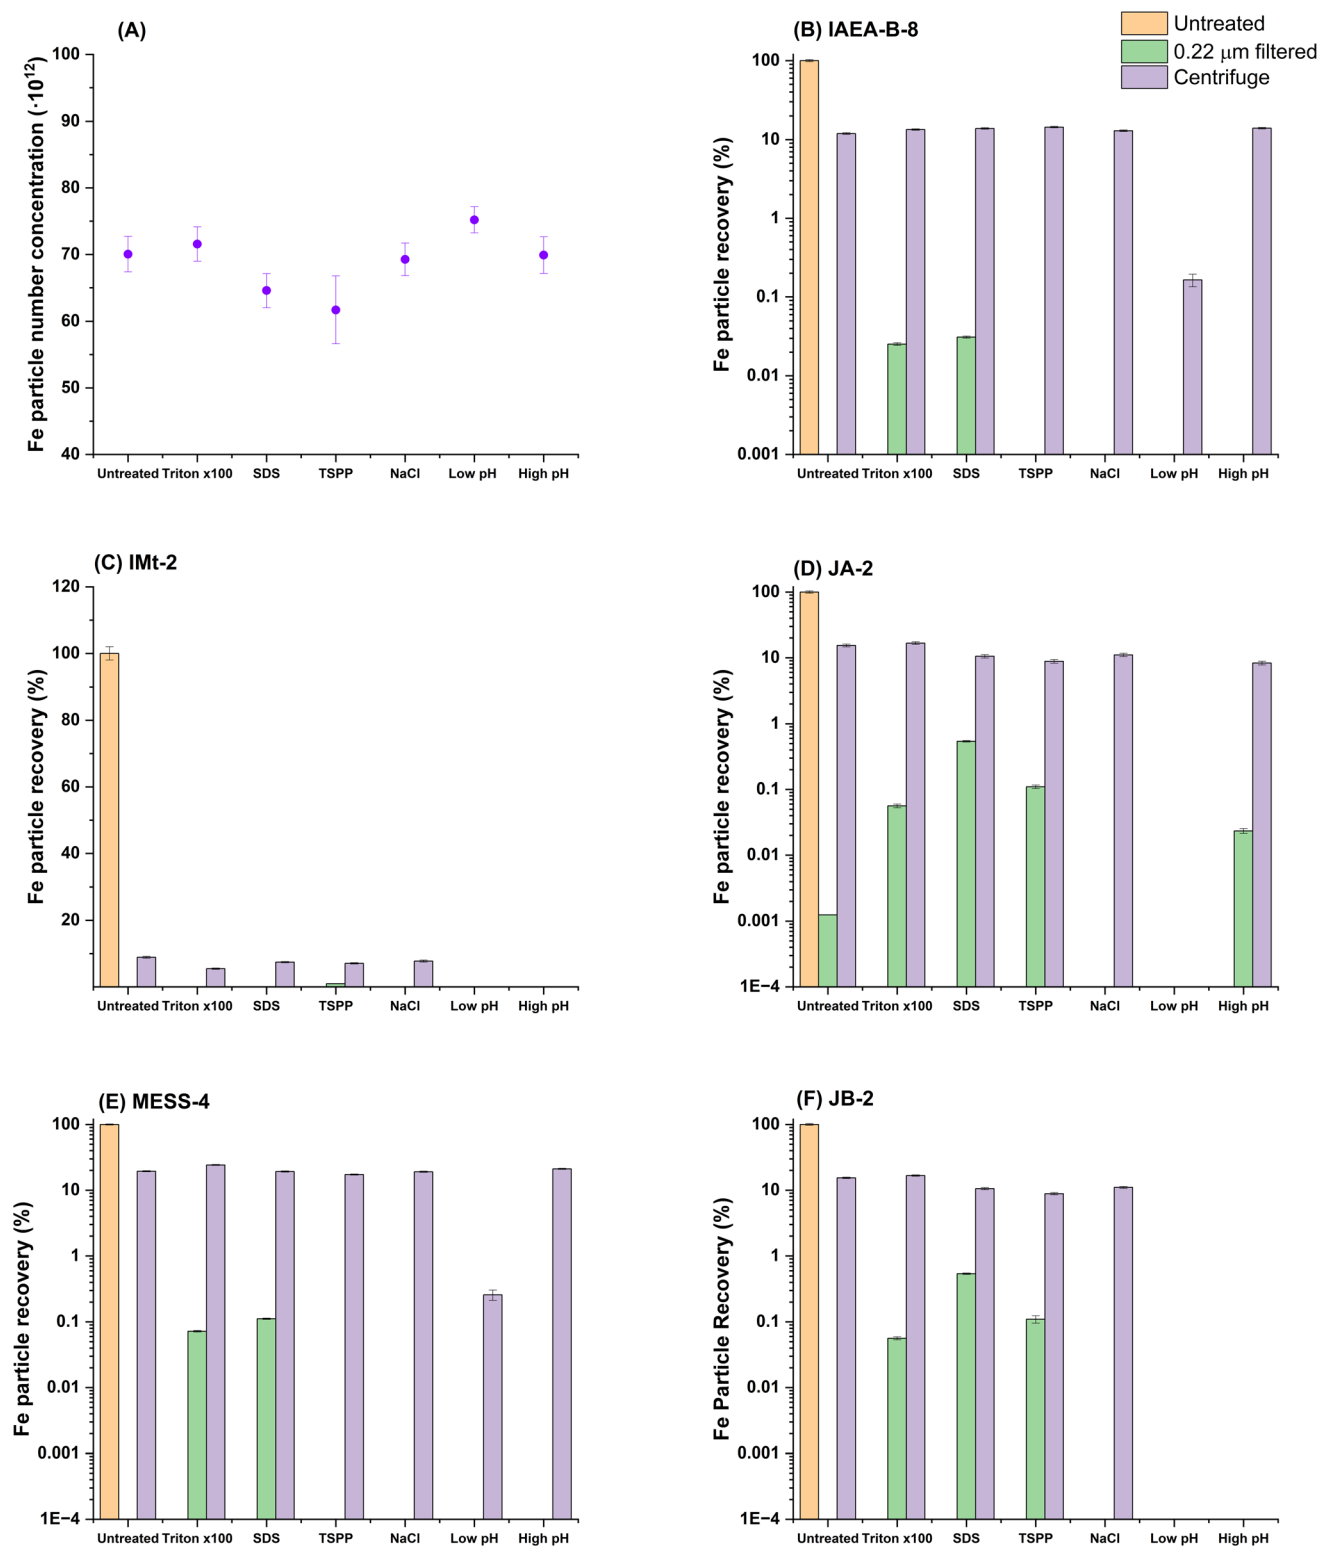 (A)
Fe particle number concentration (·10¹²)
100
90
80
70
60
50
40
Untreated Triton x100 SDS TSPP NaCl Low pH High pH
(B) IAEA-B-8
Untreated
0.22 μm filtered
Centrifuge
Fe particle recovery (%)
100
10
1
0.1
0.01
0.001
Untreated Triton x100 SDS TSPP NaCl Low pH High pH
(C) IMt-2
Fe particle recovery (%)
120
100
80
60
40
20
Untreated Triton x100 SDS TSPP NaCl Low pH High pH
(D) JA-2
Fe particle recovery (%)
100
10
1
0.1
0.01
0.001
1E−4
Untreated Triton x100 SDS TSPP NaCl Low pH High pH
(E) MESS-4
Fe particle recovery (%)
100
10
1
0.1
0.01
0.001
1E−4
Untreated Triton x100 SDS TSPP NaCl Low pH High pH
(F) JB-2
Fe Particle Recovery (%)
100
10
1
0.1
0.01
0.001
1E−4
Untreated Triton x100 SDS TSPP NaCl Low pH High pH